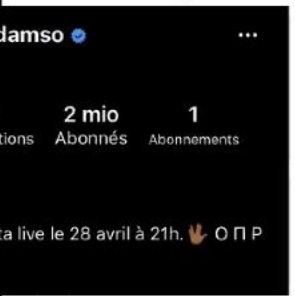 damso
2 mio 1
tions Abonnés Abonnements
ta live le 28 avril à 21h. 🖖🏾 Ο Π Ρ